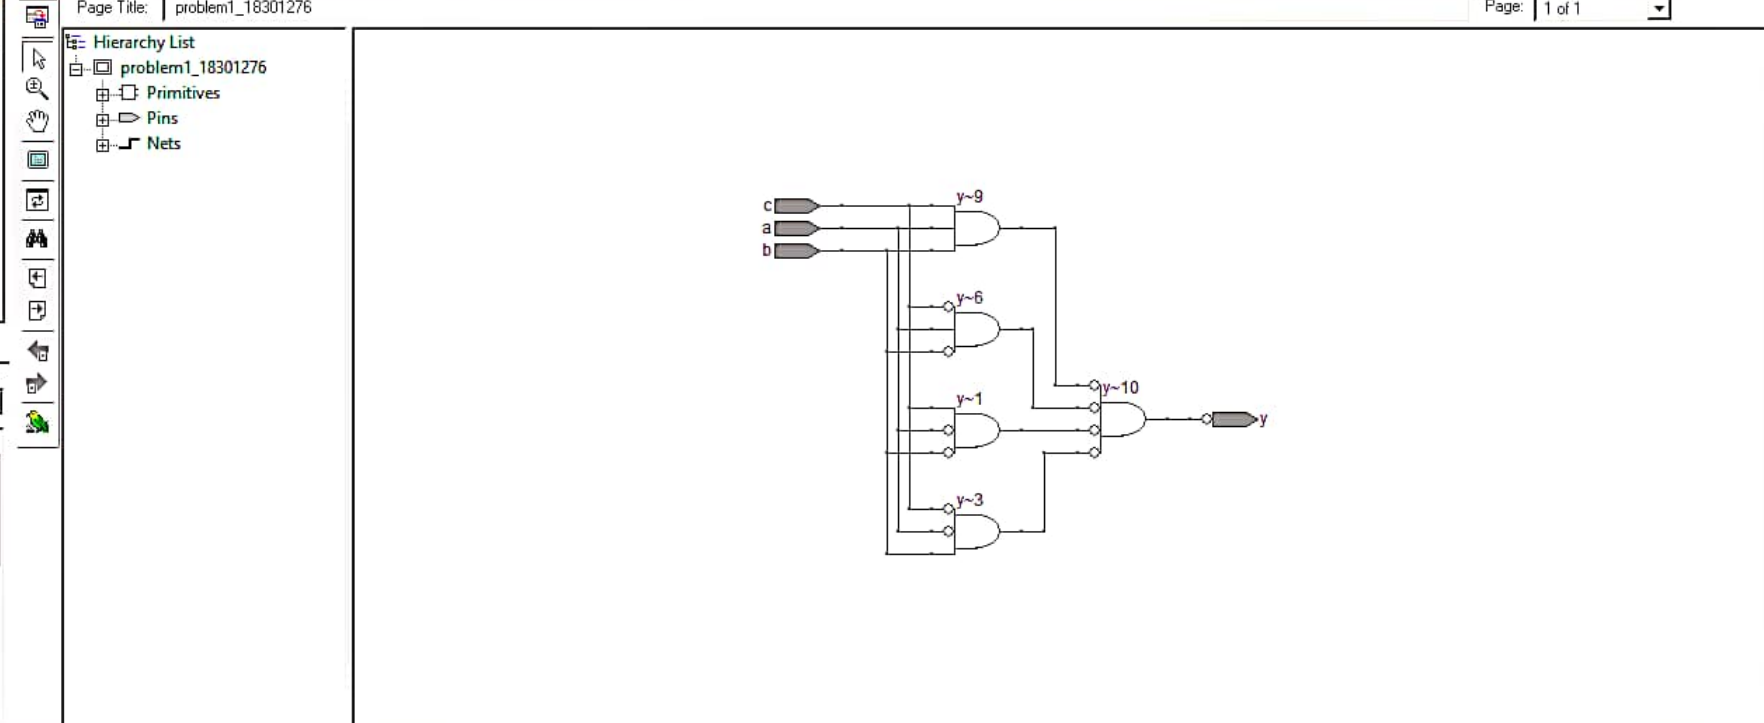 Page Title: problem1_18301276 Page: 1 of 1
Hierarchy List
problem1_18301276
Primitives
Pins
Nets
y~9
c
a
b
y~6
y~10
y~1
y
y~3